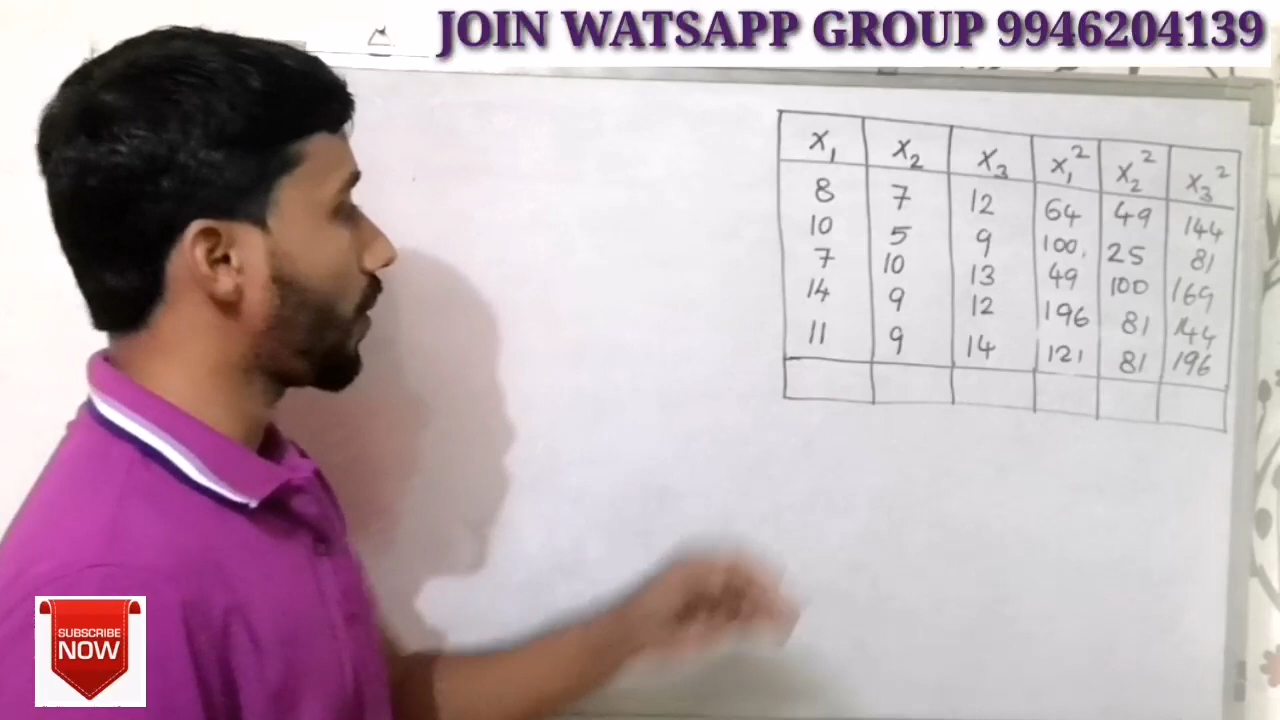 JOIN WATSAPP GROUP 9946204139
X₁ X₂ X₃ X₁² X₂² X₃²
8 7 12 64 49 144
10 5 9 100 25 81
7 10 13 49 100 169
14 9 12 196 81 144
11 9 14 121 81 196
SUBSCRIBE
NOW